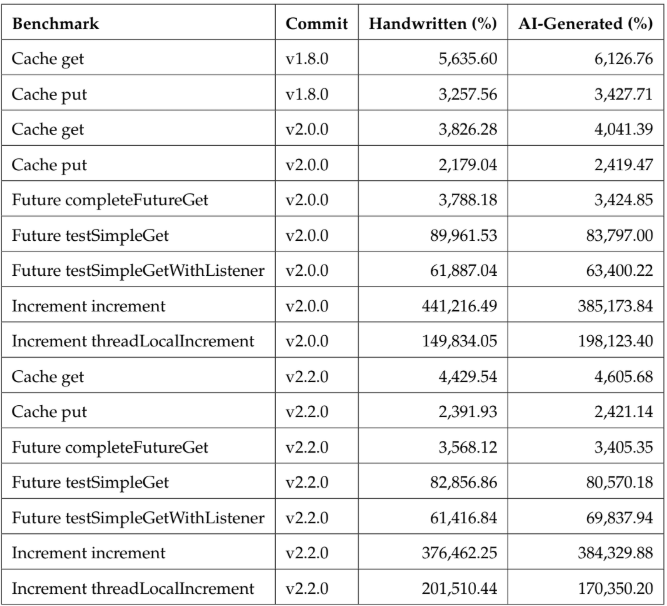 Benchmark Commit Handwritten (%) AI-Generated (%)
Cache get v1.8.0 5,635.60 6,126.76
Cache put v1.8.0 3,257.56 3,427.71
Cache get v2.0.0 3,826.28 4,041.39
Cache put v2.0.0 2,179.04 2,419.47
Future completeFutureGet v2.0.0 3,788.18 3,424.85
Future testSimpleGet v2.0.0 89,961.53 83,797.00
Future testSimpleGetWithListener v2.0.0 61,887.04 63,400.22
Increment increment v2.0.0 441,216.49 385,173.84
Increment threadLocalIncrement v2.0.0 149,834.05 198,123.40
Cache get v2.2.0 4,429.54 4,605.68
Cache put v2.2.0 2,391.93 2,421.14
Future completeFutureGet v2.2.0 3,568.12 3,405.35
Future testSimpleGet v2.2.0 82,856.86 80,570.18
Future testSimpleGetWithListener v2.2.0 61,416.84 69,837.94
Increment increment v2.2.0 376,462.25 384,329.88
Increment threadLocalIncrement v2.2.0 201,510.44 170,350.20